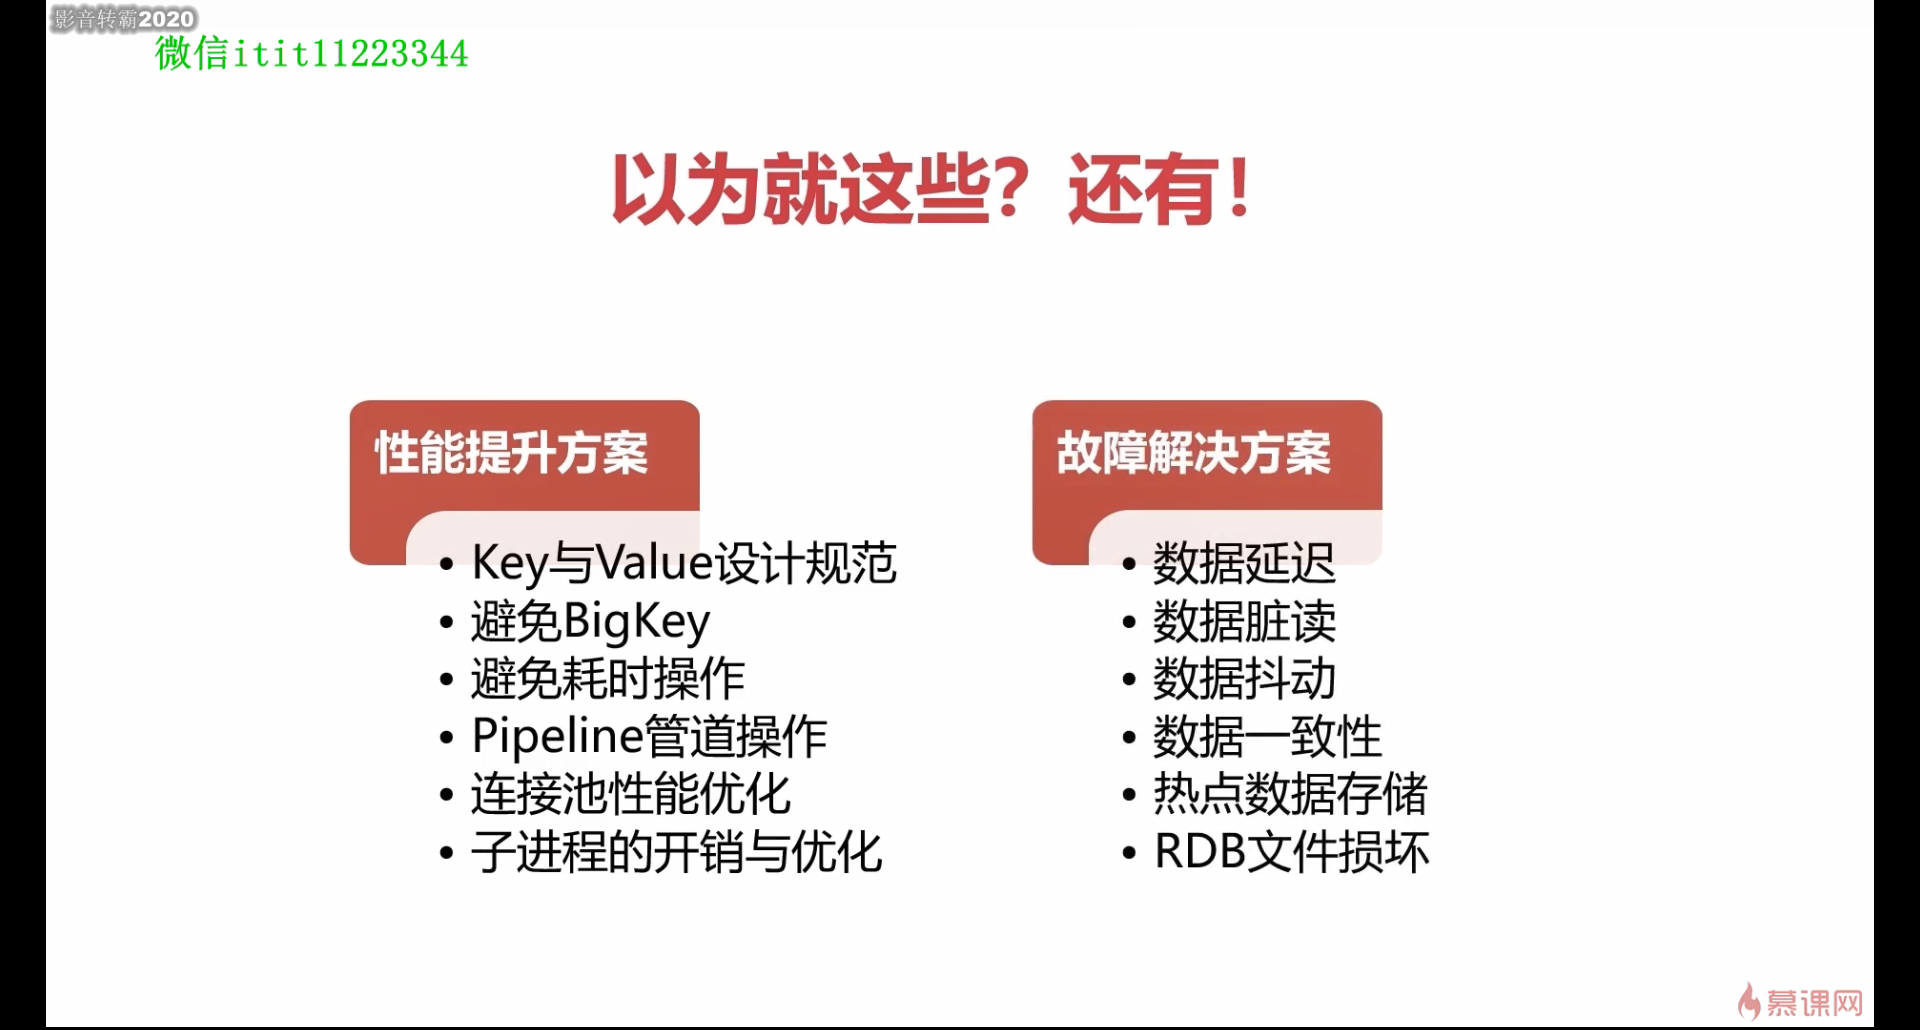 影音转霸2020
微信itit11223344
以为就这些？还有！
性能提升方案
• Key与Value设计规范
• 避免BigKey
• 避免耗时操作
• Pipeline管道操作
• 连接池性能优化
• 子进程的开销与优化
故障解决方案
• 数据延迟
• 数据脏读
• 数据抖动
• 数据一致性
• 热点数据存储
• RDB文件损坏
慕课网